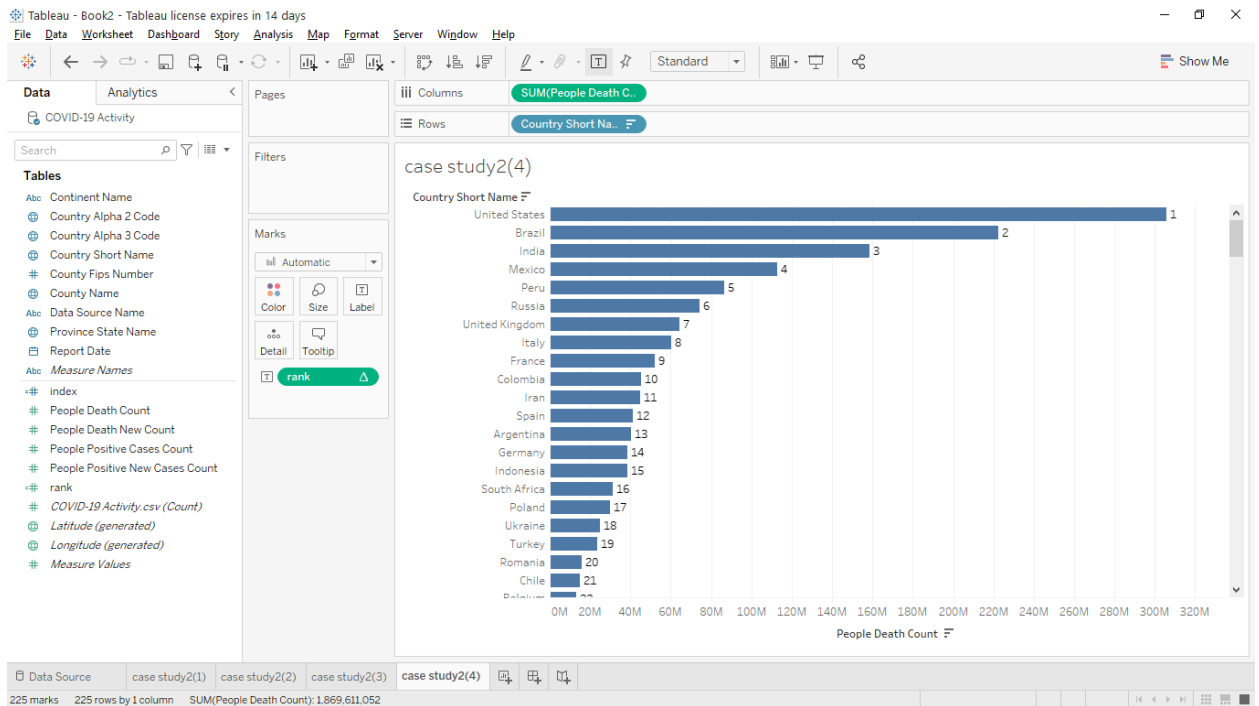 Tableau - Book2 - Tableau license expires in 14 days
File Data Worksheet Dashboard Story Analysis Map Format Server Window Help
Standard
Show Me
Data Analytics
COVID-19 Activity
Search
Tables
Abc Continent Name
Country Alpha 2 Code
Country Alpha 3 Code
Country Short Name
# County Fips Number
County Name
Abc Data Source Name
Province State Name
Report Date
Abc Measure Names
=# index
# People Death Count
# People Death New Count
# People Positive Cases Count
# People Positive New Cases Count
=# rank
# COVID-19 Activity.csv (Count)
Latitude (generated)
Longitude (generated)
# Measure Values
Pages
Filters
Marks
Automatic
Color Size T Label
Detail Tooltip
T rank Δ
iii Columns SUM(People Death C..
Rows Country Short Na..
case study2(4)
Country Short Name
United States 1
Brazil 2
India 3
Mexico 4
Peru 5
Russia 6
United Kingdom 7
Italy 8
France 9
Colombia 10
Iran 11
Spain 12
Argentina 13
Germany 14
Indonesia 15
South Africa 16
Poland 17
Ukraine 18
Turkey 19
Romania 20
Chile 21
Belgium 22
0M 20M 40M 60M 80M 100M 120M 140M 160M 180M 200M 220M 240M 260M 280M 300M 320M
People Death Count
Data Source case study2(1) case study2(2) case study2(3) case study2(4)
225 marks 225 rows by 1 column SUM(People Death Count): 1,869,611,052